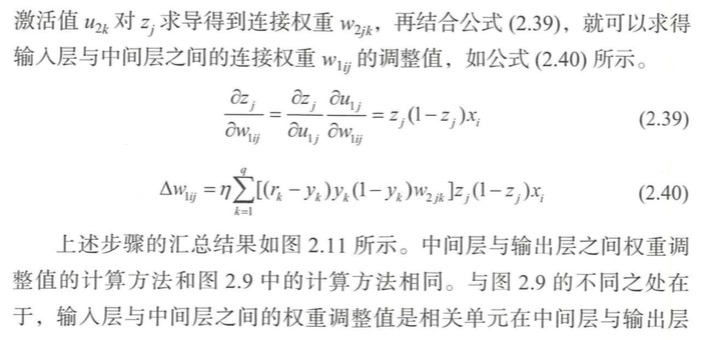 激活值 u₂ₖ 对 zⱼ 求导得到连接权重 w₂ⱼₖ，再结合公式 (2.39)，就可以求得
输入层与中间层之间的连接权重 w₁ᵢⱼ 的调整值，如公式 (2.40) 所示。
∂zⱼ/∂w₁ᵢⱼ = ∂zⱼ/∂u₁ⱼ ∂u₁ⱼ/∂w₁ᵢⱼ = zⱼ(1−zⱼ)xᵢ (2.39)
Δw₁ᵢⱼ = η∑ₖ₌₁^q[(rₖ−yₖ)yₖ(1−yₖ)w₂ⱼₖ]zⱼ(1−zⱼ)xᵢ (2.40)
上述步骤的汇总结果如图 2.11 所示。中间层与输出层之间权重调
整值的计算方法和图 2.9 中的计算方法相同。与图 2.9 的不同之处在
于，输入层与中间层之间的权重调整值是相关单元在中间层与输出层